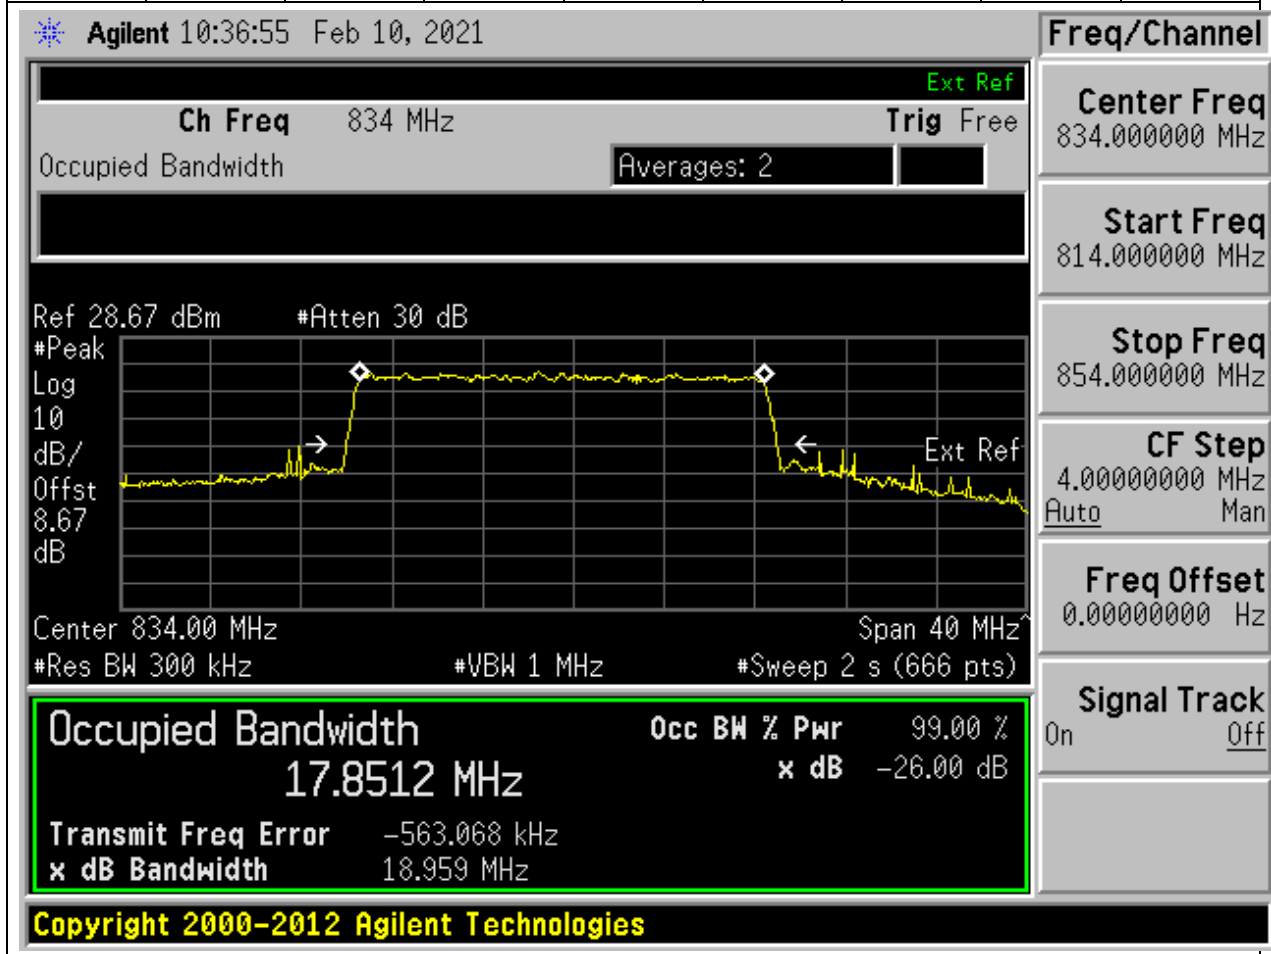 Agilent 10:36:55 Feb 10, 2021
Freq/Channel
Ext Ref
Ch Freq 834 MHz Trig Free
Occupied Bandwidth Averages: 2
Center Freq
834.000000 MHz
Start Freq
814.000000 MHz
Stop Freq
854.000000 MHz
CF Step
4.00000000 MHz
Auto Man
Freq Offset
0.00000000 Hz
Signal Track
On Off
Ref 28.67 dBm #Atten 30 dB
#Peak
Log
10
dB/
Offst
8.67
dB
Ext Ref
Center 834.00 MHz Span 40 MHz^
#Res BW 300 kHz #VBW 1 MHz #Sweep 2 s (666 pts)
Occupied Bandwidth Occ BW % Pwr 99.00 %
17.8512 MHz x dB -26.00 dB
Transmit Freq Error -563.068 kHz
x dB Bandwidth 18.959 MHz
Copyright 2000-2012 Agilent Technologies